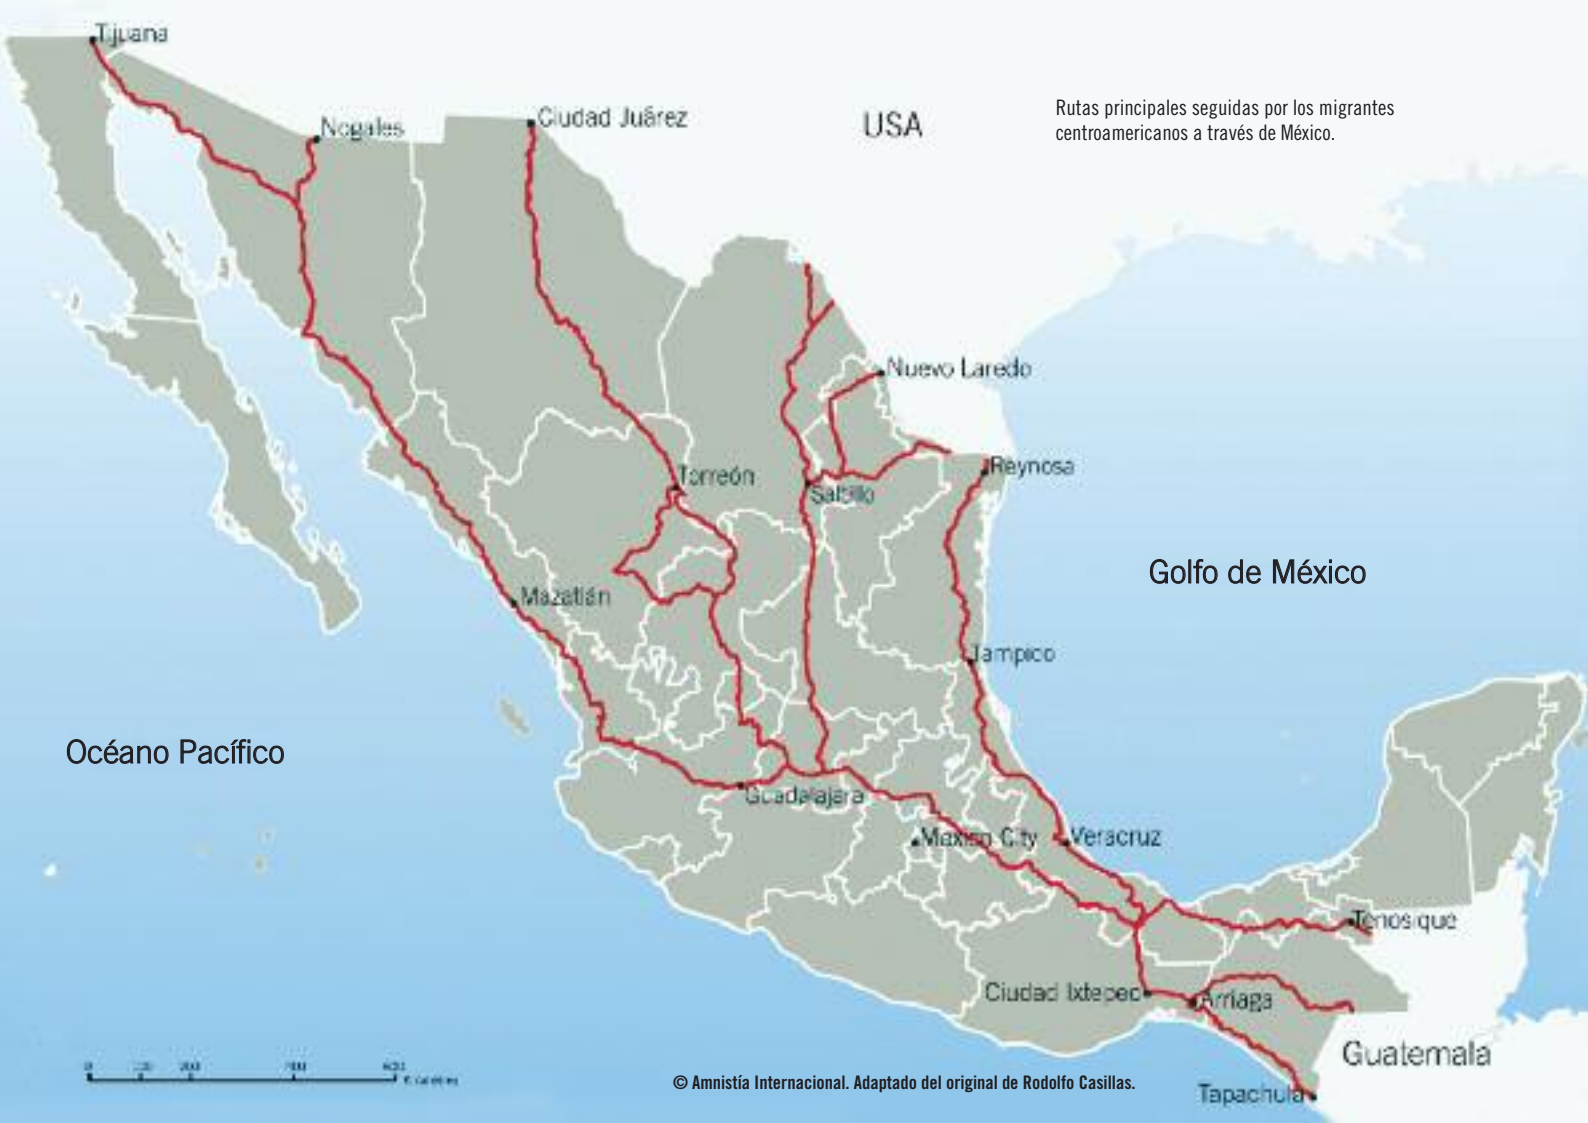 Tijuana
Nogales
Ciudad Juárez
USA
Rutas principales seguidas por los migrantes
centroamericanos a través de México.
Nuevo Laredo
Reynosa
Torreón
Saltillo
Golfo de México
Mazatlán
Tampico
Océano Pacífico
Guadalajara
Mexico City
Veracruz
Tenosique
Ciudad Ixtepec
Arriaga
Guatemala
Tapachula
0
400
© Amnistía Internacional. Adaptado del original de Rodolfo Casillas.